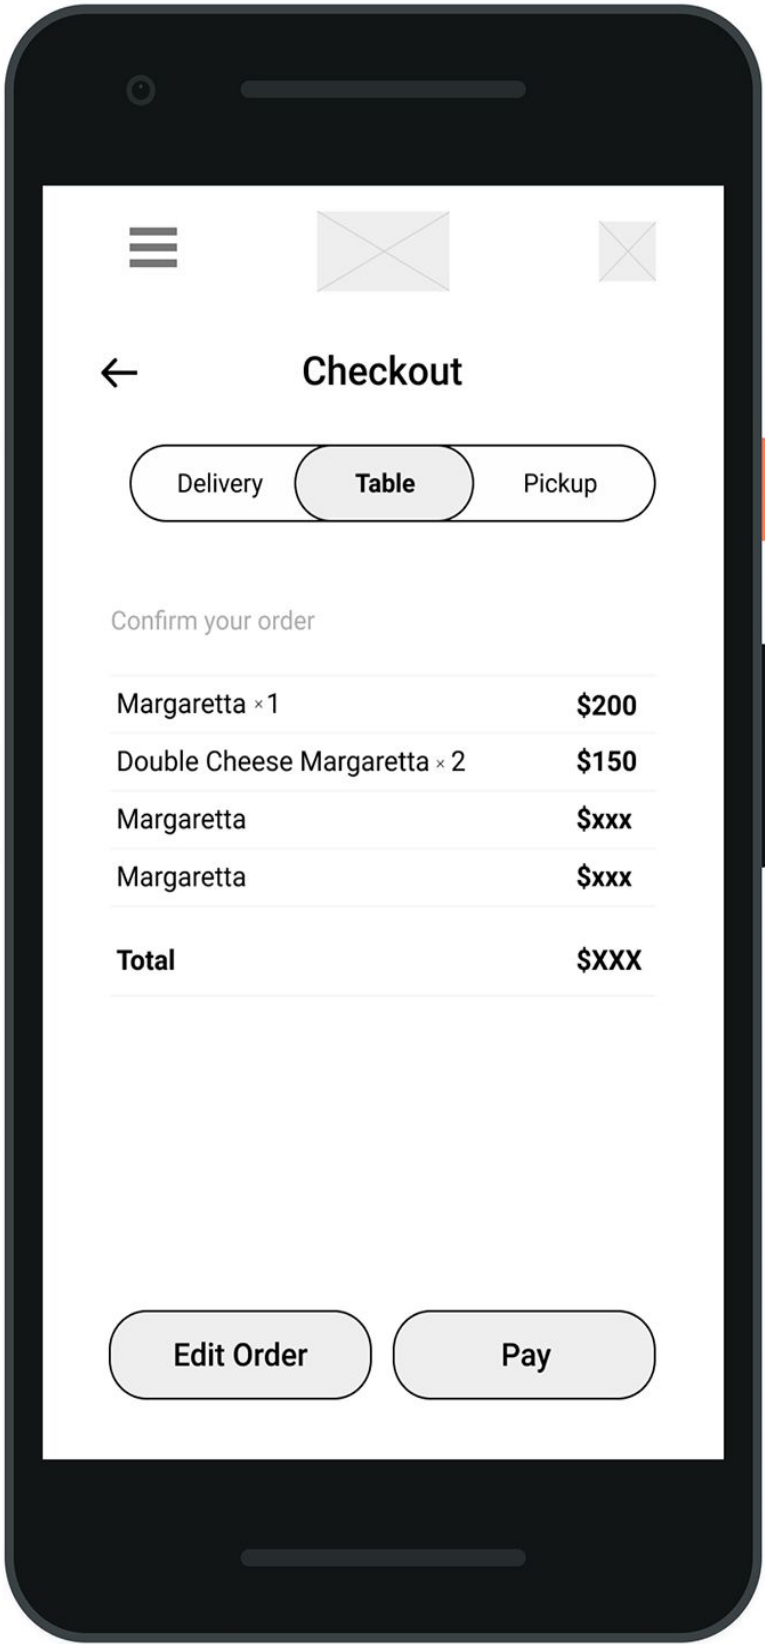 Checkout
Delivery Table Pickup
Confirm your order
Margaretta × 1 $200
Double Cheese Margaretta × 2 $150
Margaretta $xxx
Margaretta $xxx
Total $XXX
Edit Order Pay